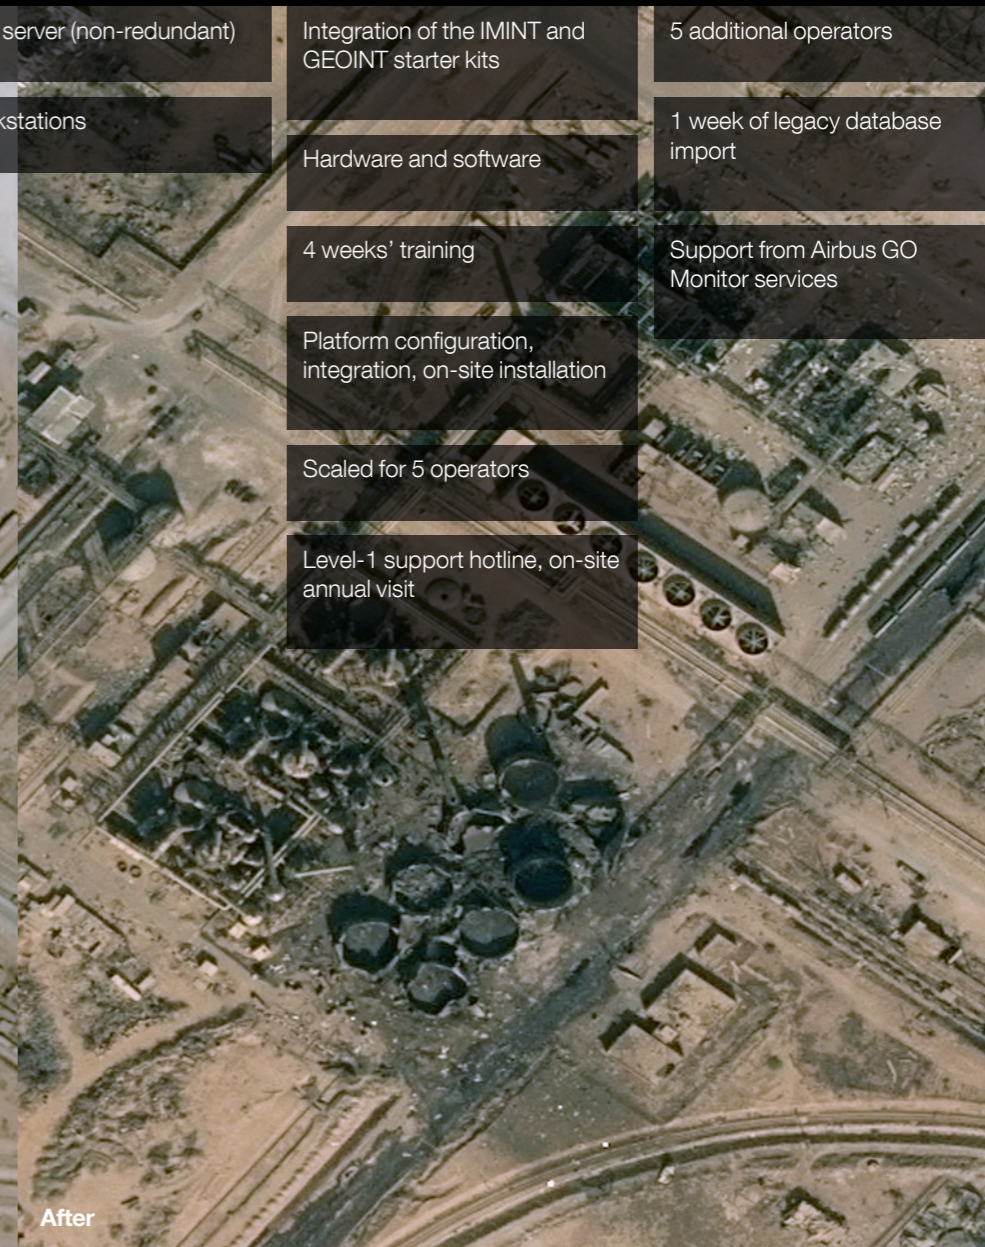 server (non-redundant)
kstations
Integration of the IMINT and
GEOINT starter kits
Hardware and software
4 weeks’ training
Platform configuration,
integration, on-site installation
Scaled for 5 operators
Level-1 support hotline, on-site
annual visit
5 additional operators
1 week of legacy database
import
Support from Airbus GO
Monitor services
After